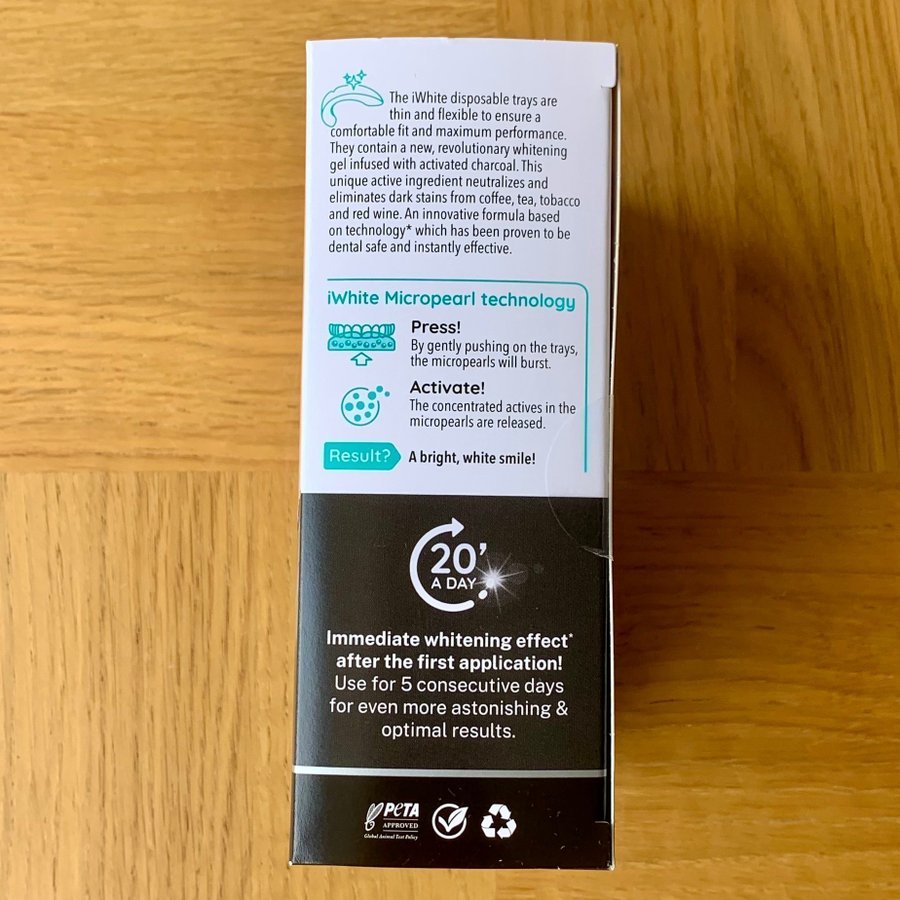 The iWhite disposable trays are
thin and flexible to ensure a
comfortable fit and maximum performance.
They contain a new, revolutionary whitening
gel infused with activated charcoal. This
unique active ingredient neutralizes and
eliminates dark stains from coffee, tea, tobacco
and red wine. An innovative formula based
on technology* which has been proven to be
dental safe and instantly effective.
iWhite Micropearl technology
Press!
By gently pushing on the trays,
the micropearls will burst.
Activate!
The concentrated actives in the
micropearls are released.
Result? A bright, white smile!
20'
A DAY
Immediate whitening effect*
after the first application!
Use for 5 consecutive days
for even more astonishing &
optimal results.
PETA
APPROVED
Global Animal Test Policy